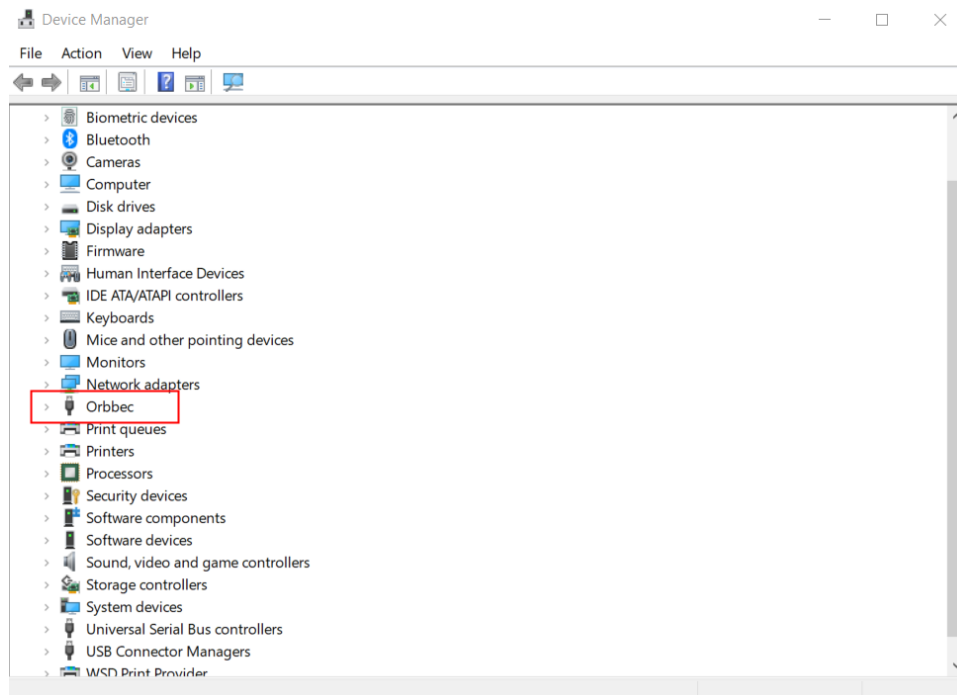 Device Manager
File Action View Help
Biometric devices
Bluetooth
Cameras
Computer
Disk drives
Display adapters
Firmware
Human Interface Devices
IDE ATA/ATAPI controllers
Keyboards
Mice and other pointing devices
Monitors
Network adapters
Orbbec
Print queues
Printers
Processors
Security devices
Software components
Software devices
Sound, video and game controllers
Storage controllers
System devices
Universal Serial Bus controllers
USB Connector Managers
WSD Print Provider